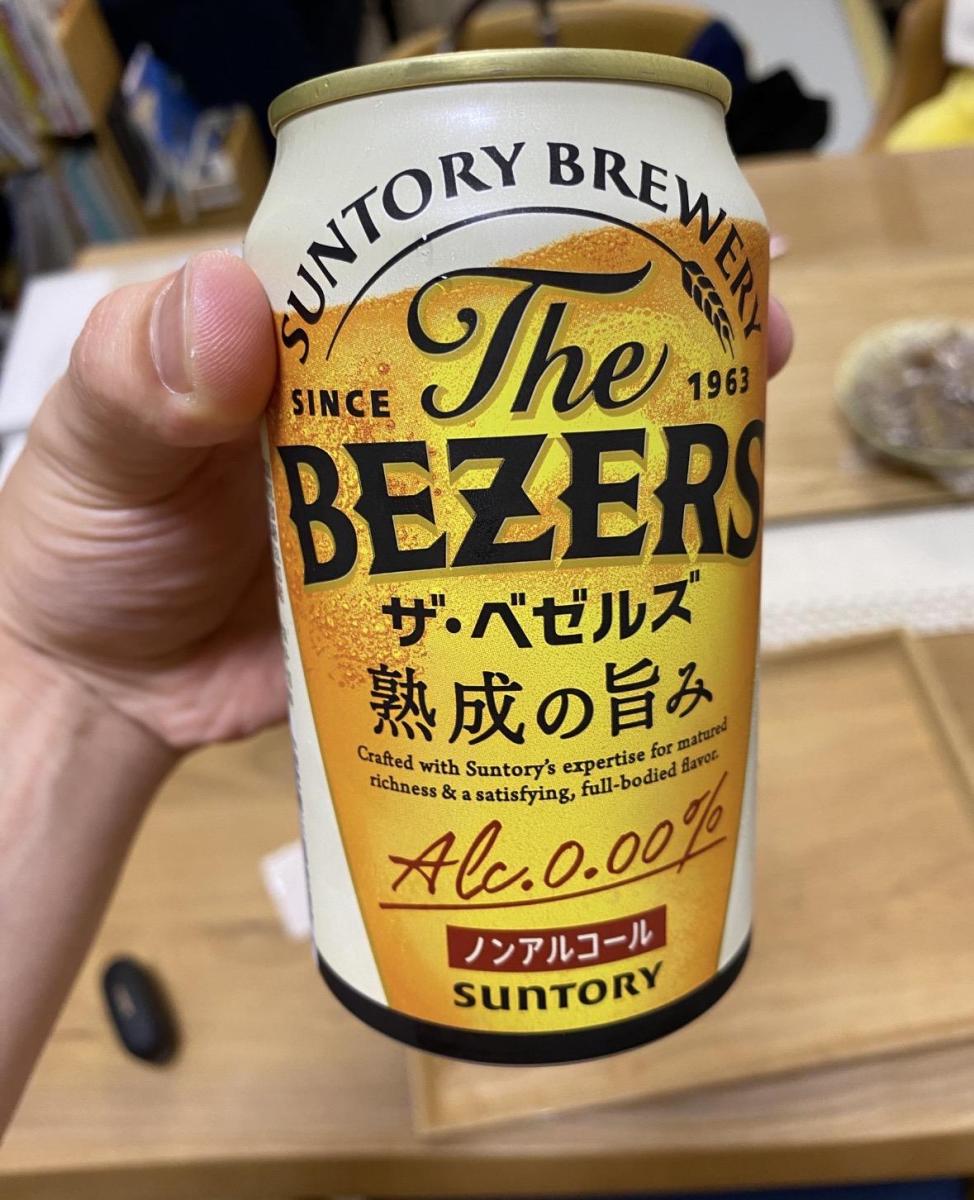 SUNTORY BREWERY
The
SINCE 1963
BEZERS
ザ・ベゼルズ
熟成の旨み
Crafted with Suntory's expertise for matured
richness & a satisfying, full-bodied flavor.
Alc.0.00%
ノンアルコール
SUNTORY